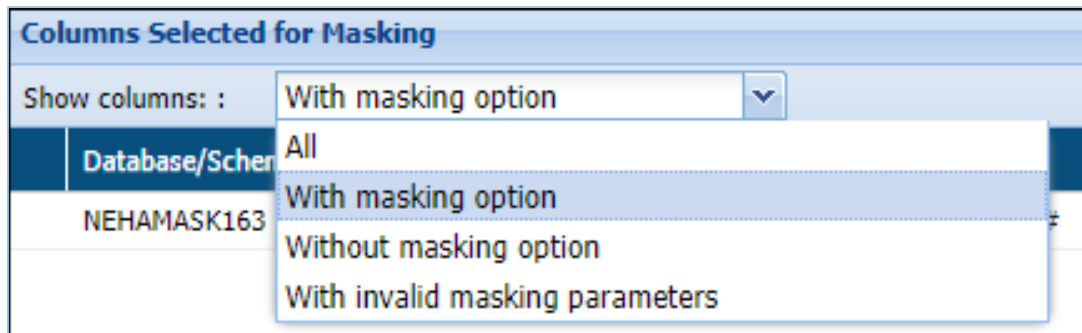 Columns Selected for Masking
Show columns: : With masking option
All
Database/Schem
With masking option
NEHAMASK163 #
Without masking option
With invalid masking parameters